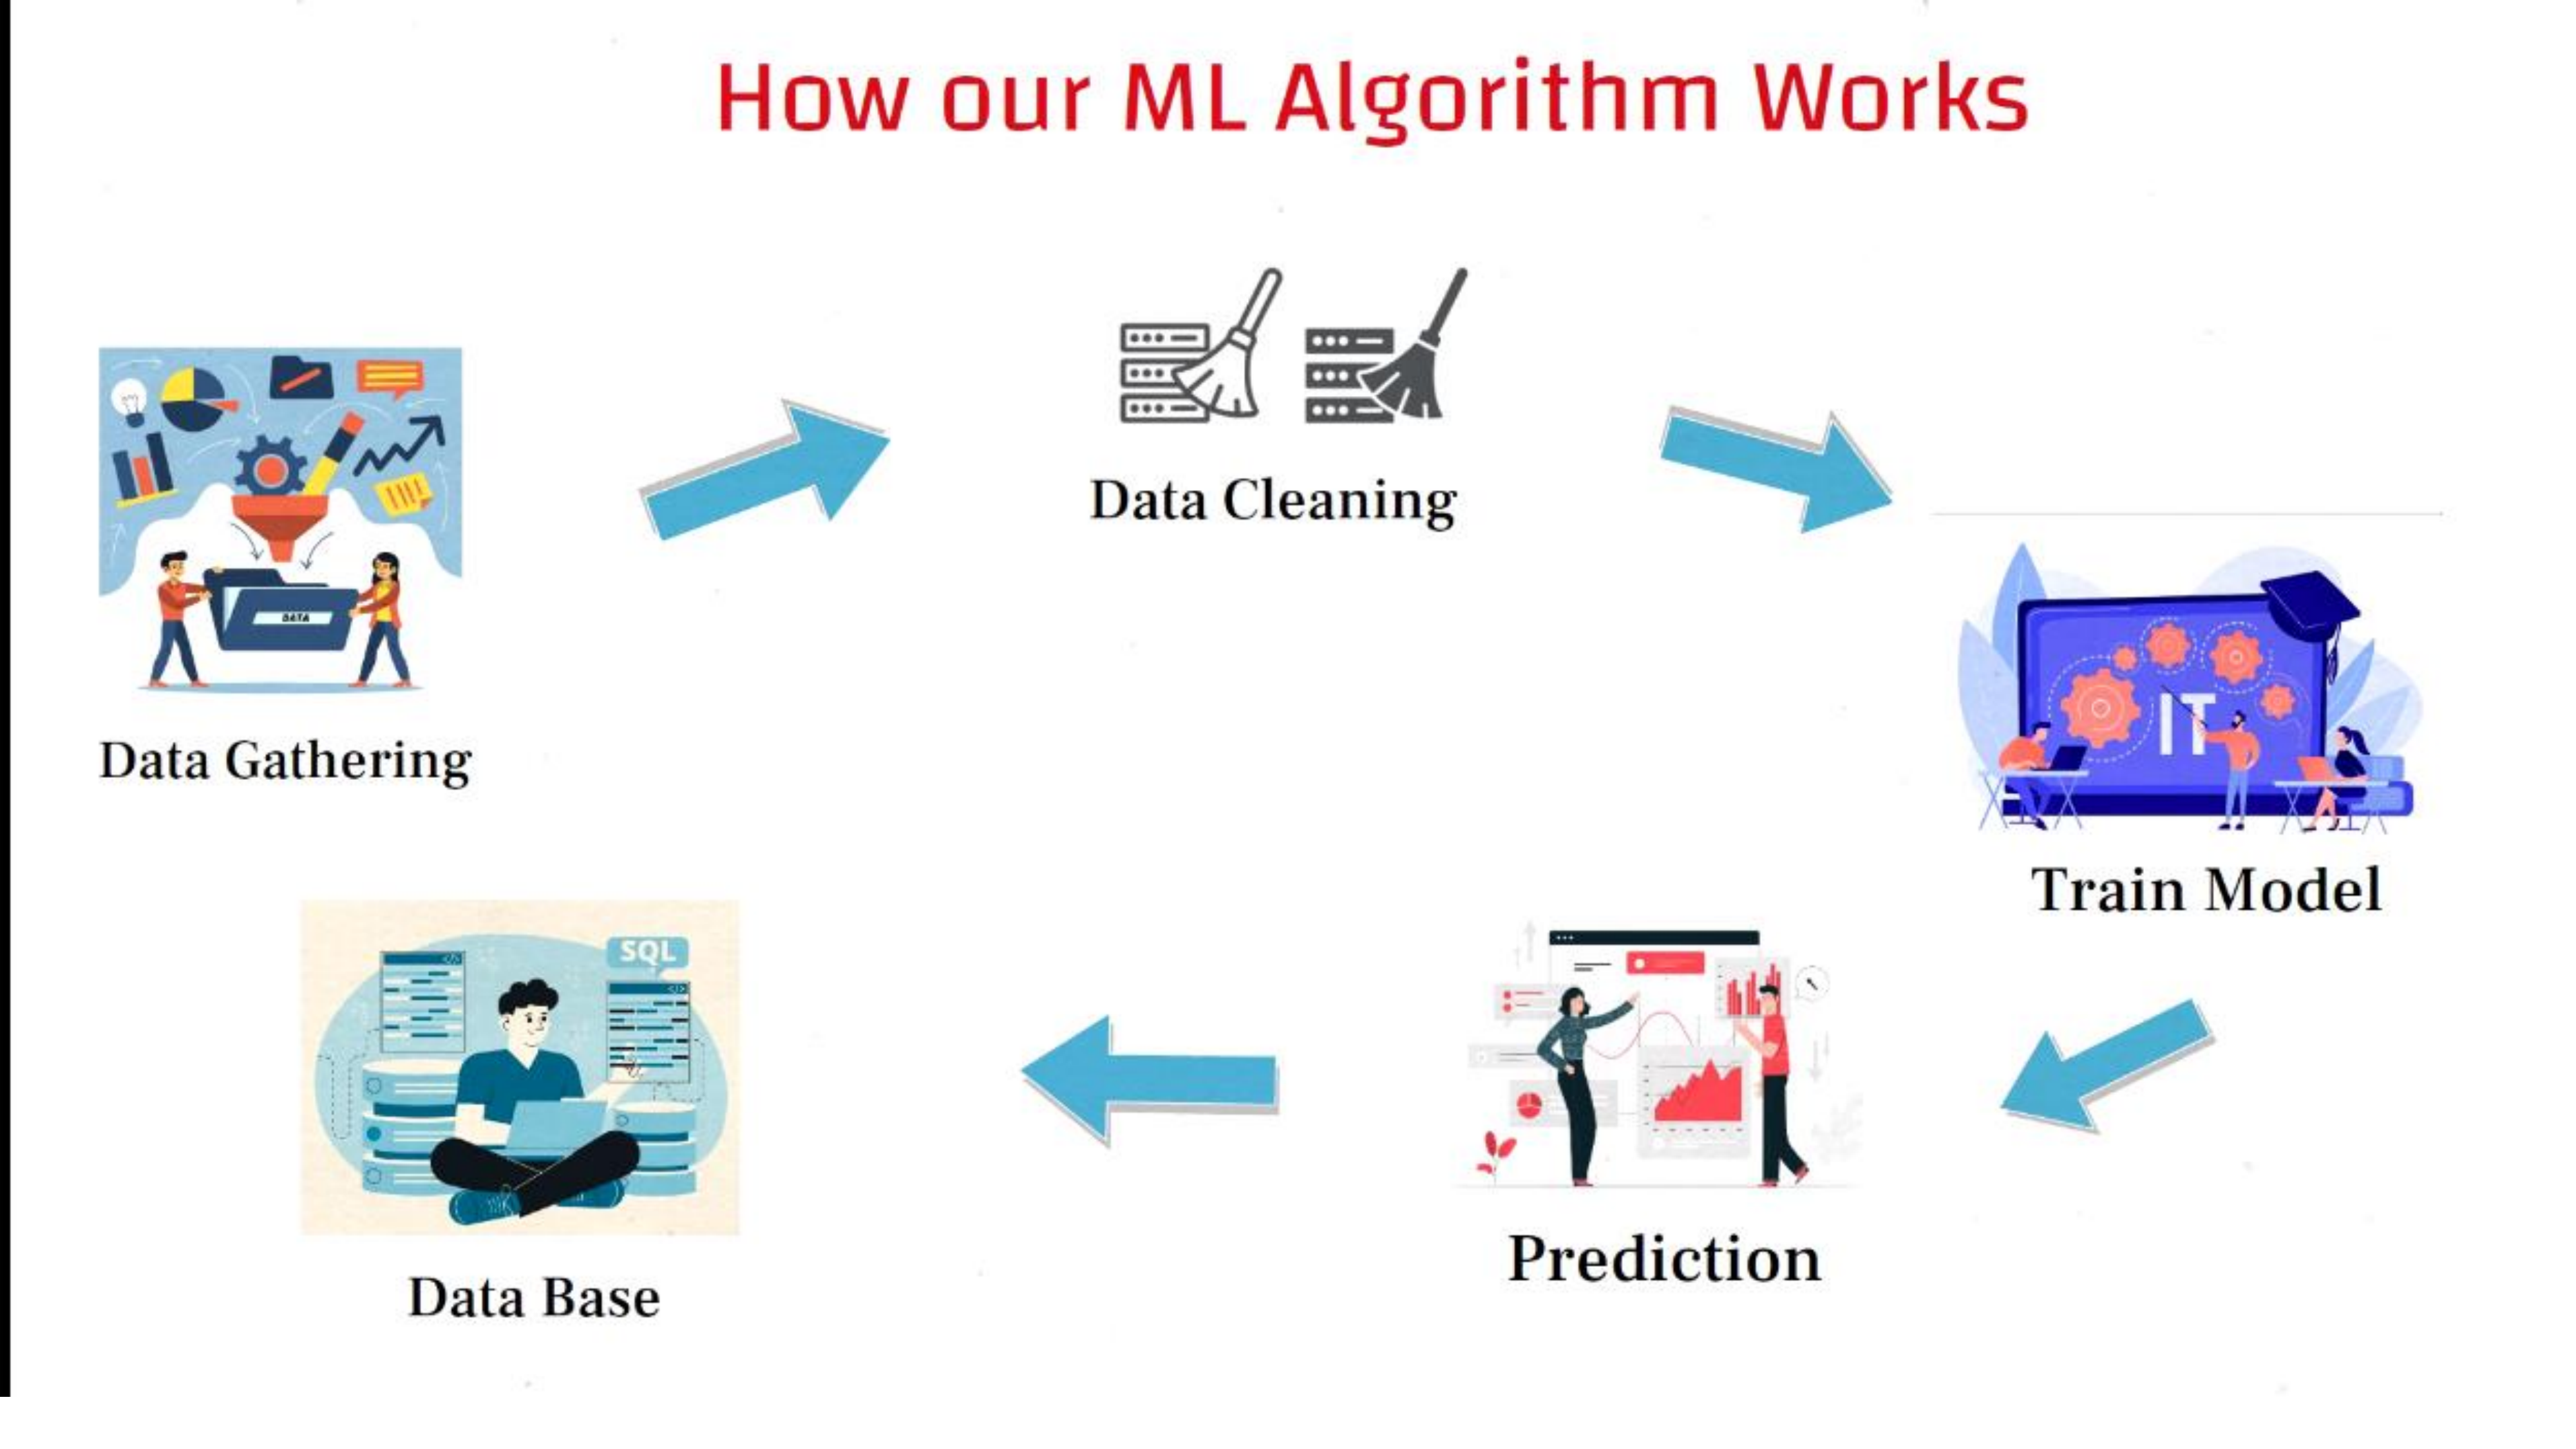 How our ML Algorithm Works
Data Cleaning
DATA
Data Gathering
IT
Train Model
SQL
Prediction
Data Base